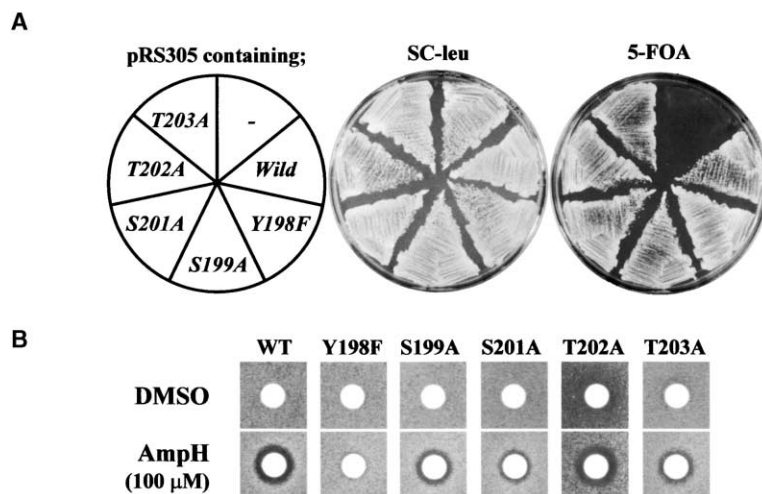 A
pRS305 containing; SC-leu 5-FOA
T203A -
T202A Wild
S201A Y198F
S199A
B
WT Y198F S199A S201A T202A T203A
DMSO
AmpH
(100 μM)